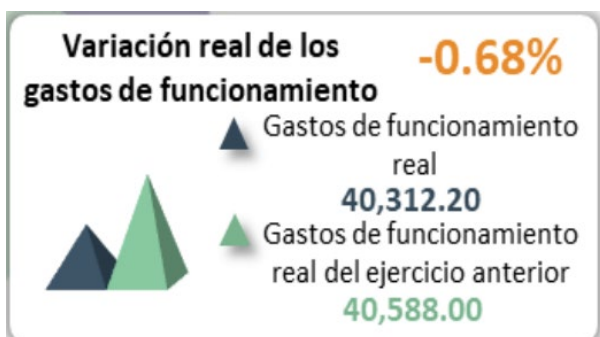 Variación real de los
gastos de funcionamiento
-0.68%
Gastos de funcionamiento
real
40,312.20
Gastos de funcionamiento
real del ejercicio anterior
40,588.00